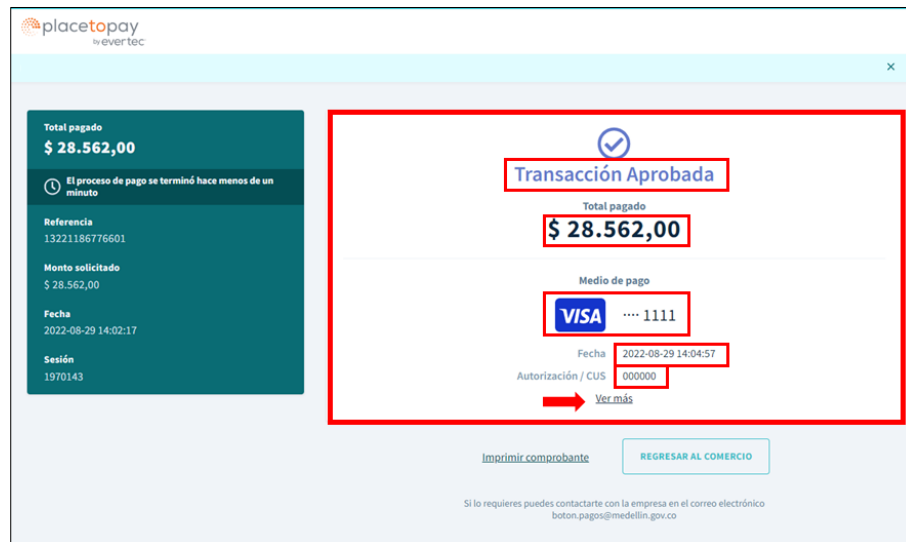 placetopay
by evertec
×
Total pagado
$ 28.562,00
El proceso de pago se terminó hace menos de un
minuto
Referencia
13221186776601
Monto solicitado
$ 28.562,00
Fecha
2022-08-29 14:02:17
Sesión
1970143
Transacción Aprobada
Total pagado
$ 28.562,00
Medio de pago
VISA ···· 1111
Fecha 2022-08-29 14:04:57
Autorización / CUS 000000
Ver más
Imprimir comprobante REGRESAR AL COMERCIO
Si lo requieres puedes contactarte con la empresa en el correo electrónico
boton.pagos@medellin.gov.co